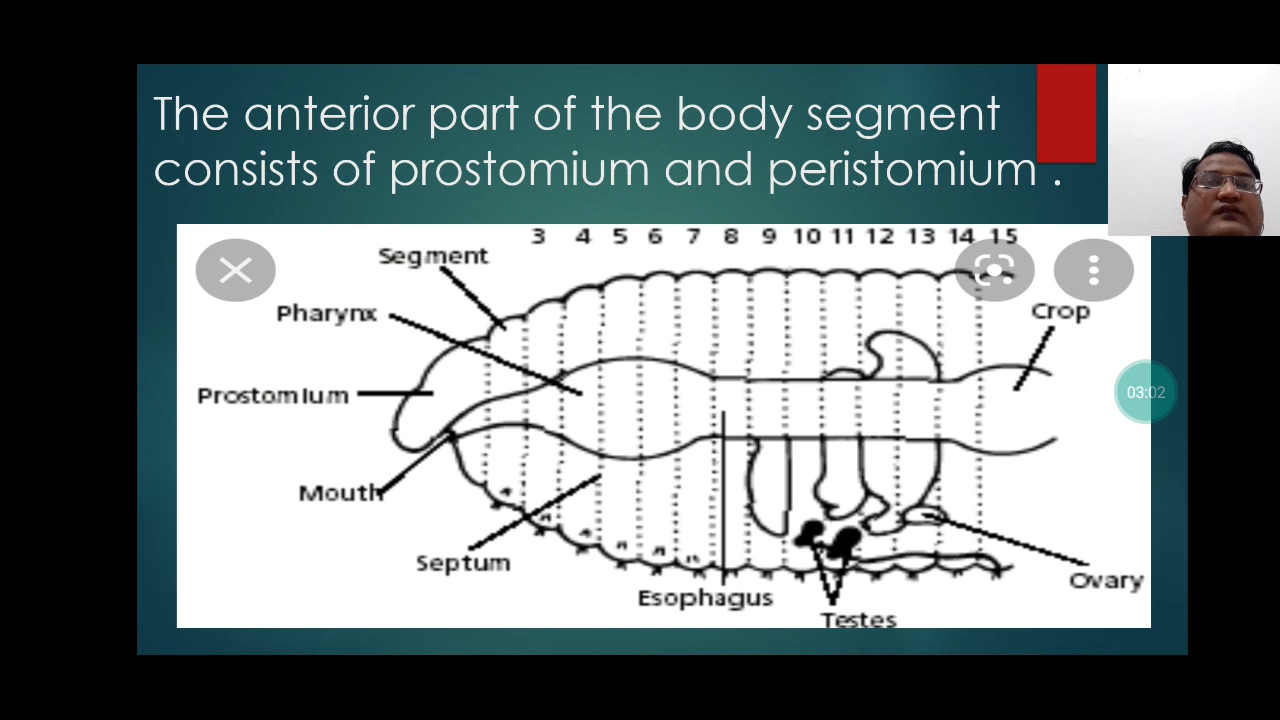 The anterior part of the body segment
consists of prostomium and peristomium .
3 4 5 6 7 8 9 10 11 12 13 14 15
Segment
Pharynx
Crop
Prostomium
03:02
Mouth
Septum
Ovary
Esophagus
Testes